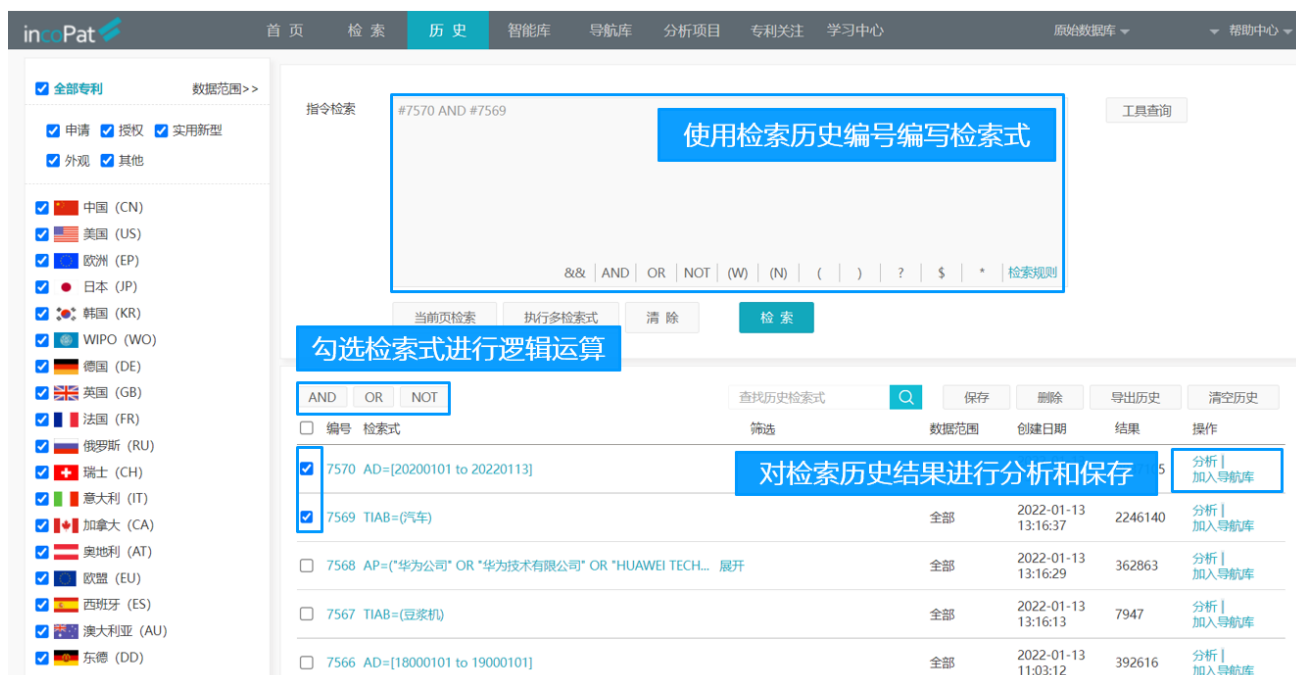 incoPat 首 页 检 索 历 史 智能库 导航库 分析项目 专利关注 学习中心 原始数据库 帮助中心
全部专利 数据范围>>
申请 授权 实用新型
外观 其他
中国 (CN)
美国 (US)
欧洲 (EP)
日本 (JP)
韩国 (KR)
WIPO (WO)
德国 (DE)
英国 (GB)
法国 (FR)
俄罗斯 (RU)
瑞士 (CH)
意大利 (IT)
加拿大 (CA)
奥地利 (AT)
欧盟 (EU)
西班牙 (ES)
澳大利亚 (AU)
东德 (DD)
指令检索 #7570 AND #7569 工具查询
使用检索历史编号编写检索式
&& AND OR NOT (W) (N) ( ) ? $ * 检索规则
当前页检索 执行多检索式 清 除 检 索
勾选检索式进行逻辑运算
AND OR NOT 查找历史检索式 保存 删除 导出历史 清空历史
编号 检索式 筛选 数据范围 创建日期 结果 操作
7570 AD=[20200101 to 20220113] 分析 |
加入导航库
对检索历史结果进行分析和保存
7569 TIAB=(汽车) 全部 2022-01-13 2246140 分析 |
13:16:37 加入导航库
7568 AP=("华为公司" OR "华为技术有限公司" OR "HUAWEI TECH... 展开 全部 2022-01-13 362863 分析 |
13:16:29 加入导航库
7567 TIAB=(豆浆机) 全部 2022-01-13 7947 分析 |
13:16:13 加入导航库
7566 AD=[18000101 to 19000101] 全部 2022-01-13 392616 分析 |
11:03:12 加入导航库